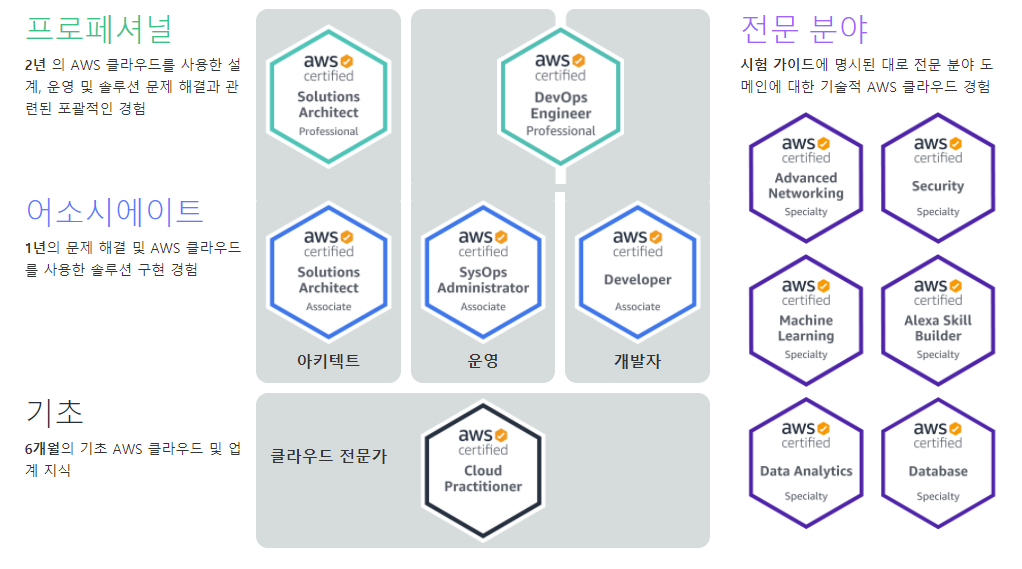 프로페셔널
2년 의 AWS 클라우드를 사용한 설
계, 운영 및 솔루션 문제 해결과 관
련된 포괄적인 경험
aws
certified
Solutions
Architect
Professional
aws
certified
DevOps
Engineer
Professional
어소시에이트
1년의 문제 해결 및 AWS 클라우드
를 사용한 솔루션 구현 경험
aws
certified
Solutions
Architect
Associate
아키텍트
aws
certified
SysOps
Administrator
Associate
운영
aws
certified
Developer
Associate
개발자
기초
6개월의 기초 AWS 클라우드 및 업
계 지식
클라우드 전문가
aws
certified
Cloud
Practitioner
전문 분야
시험 가이드에 명시된 대로 전문 분야 도
메인에 대한 기술적 AWS 클라우드 경험
aws
certified
Advanced
Networking
Specialty
aws
certified
Security
Specialty
aws
certified
Machine
Learning
Specialty
aws
certified
Alexa Skill
Builder
Specialty
aws
certified
Data Analytics
Specialty
aws
certified
Database
Specialty